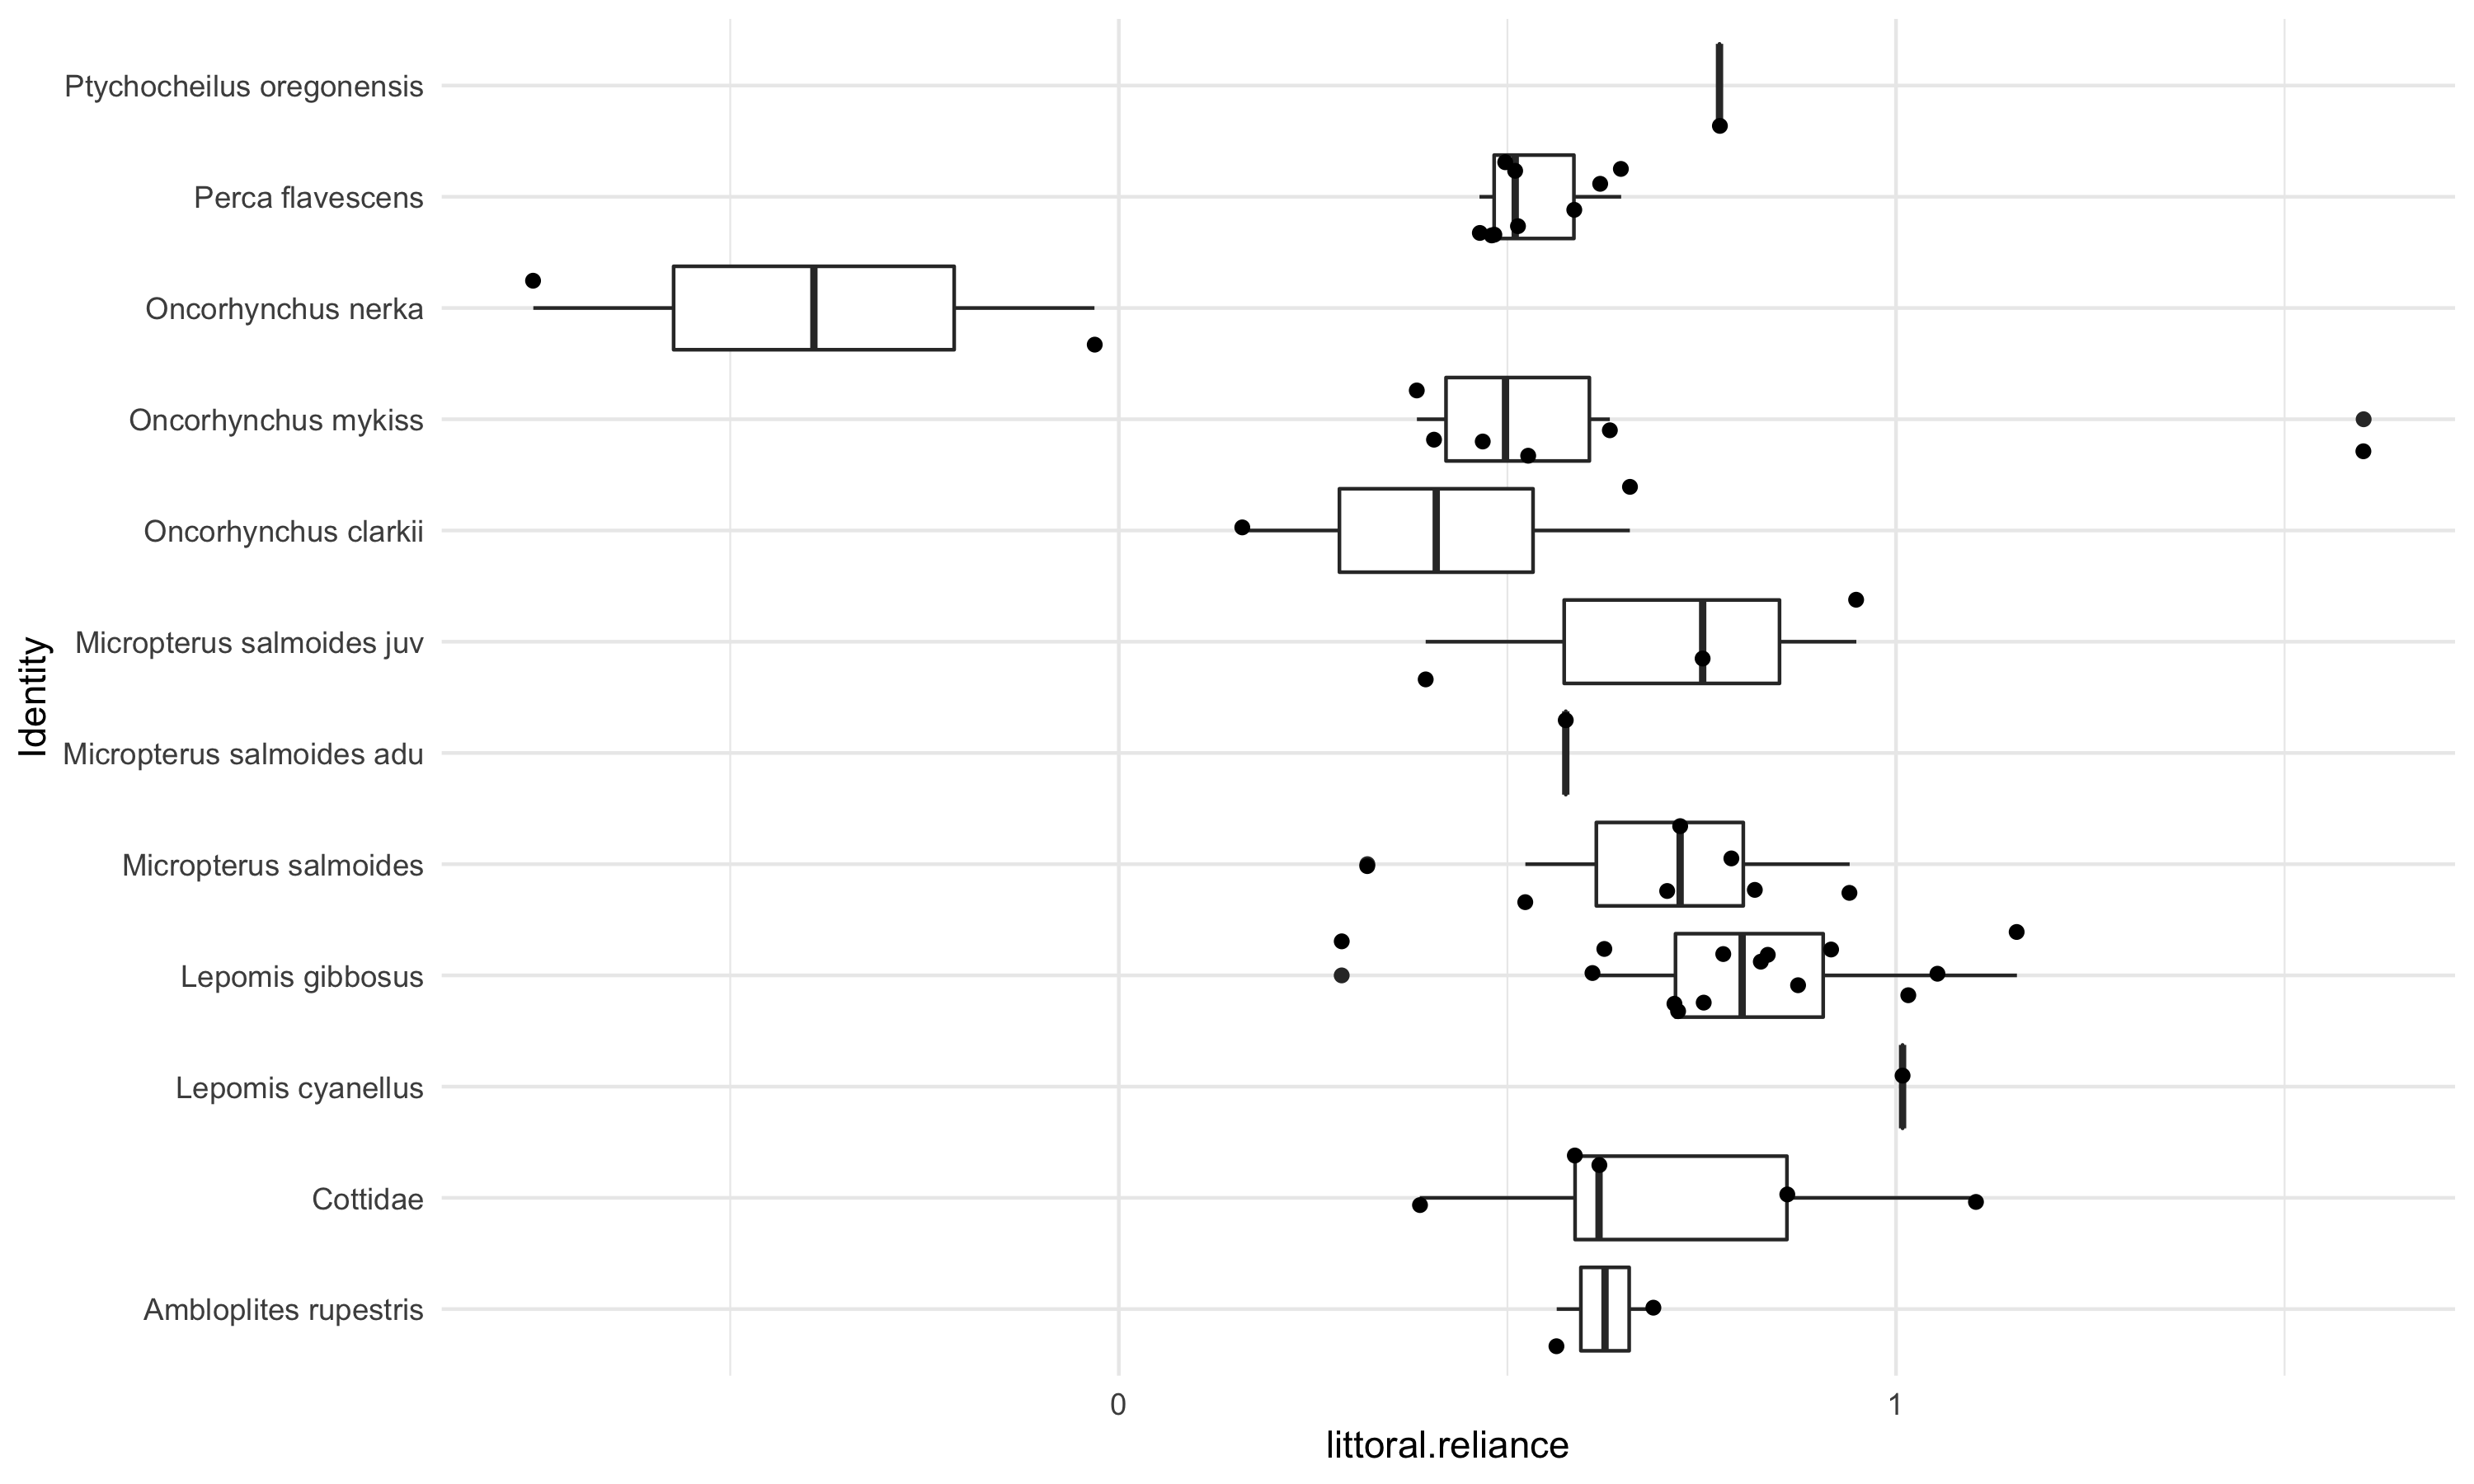 Ptychocheilus oregonensis
Perca flavescens
Oncorhynchus nerka
Oncorhynchus mykiss
Oncorhynchus clarkii
Micropterus salmoides juv
Micropterus salmoides adu
Micropterus salmoides
Lepomis gibbosus
Lepomis cyanellus
Cottidae
Ambloplites rupestris
Identity
0 1
littoral.reliance